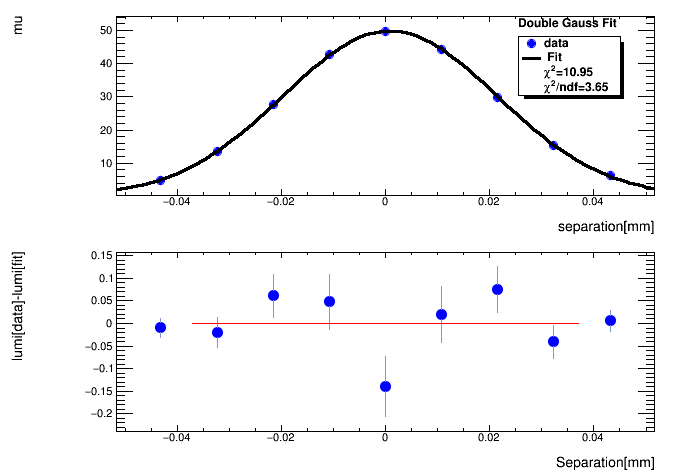 Double Gauss Fit
mu
data
Fit
χ²=10.95
χ²/ndf=3.65
50
40
30
20
10
−0.04 −0.02 0 0.02 0.04
separation[mm]
lumi[data]-lumi[fit]
0.15
0.1
0.05
0
−0.05
−0.1
−0.15
−0.2
−0.04 −0.02 0 0.02 0.04
Separation[mm]